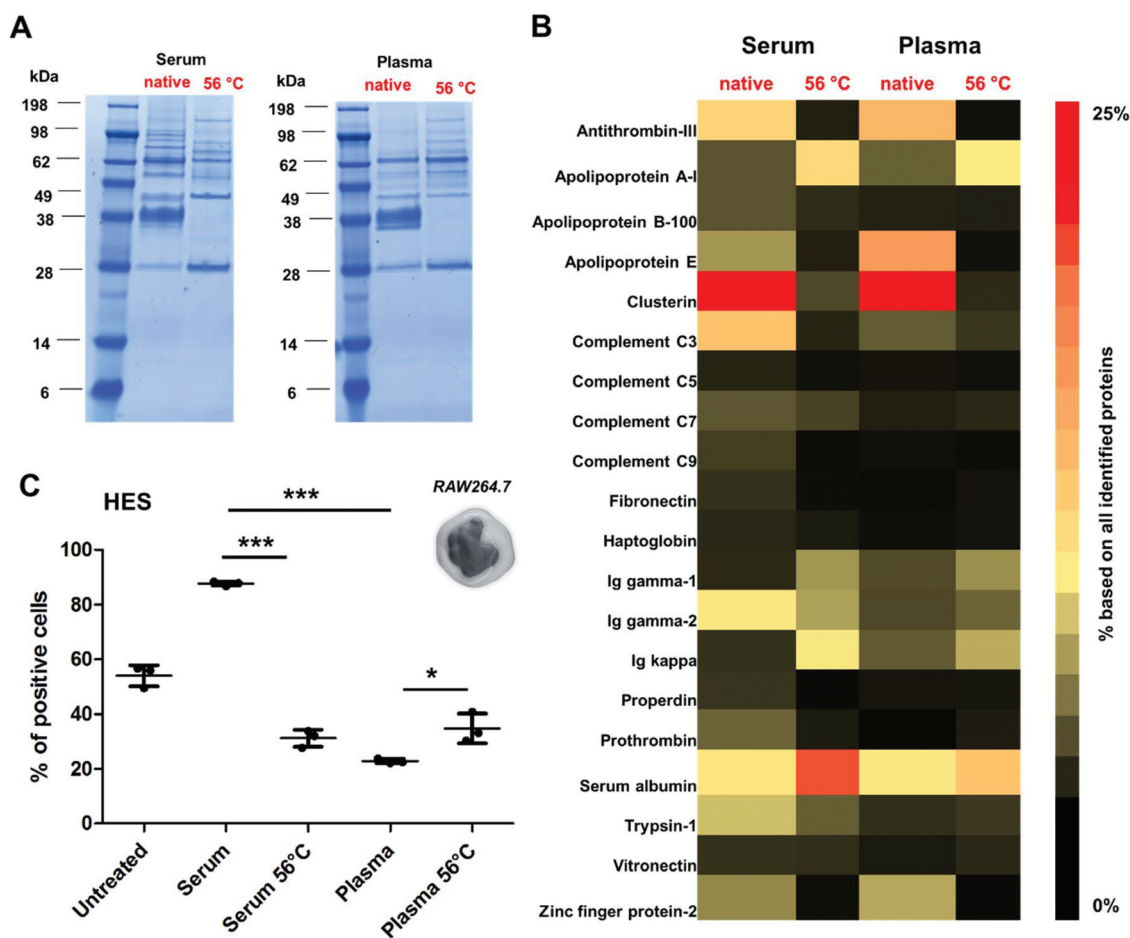 A
Serum
kDa native 56 °C
198
98
62
49
38
28
14
6
Plasma
kDa native 56 °C
198
98
62
49
38
28
14
6
B
Serum Plasma
native 56 °C native 56 °C
Antithrombin-III
Apolipoprotein A-I
Apolipoprotein B-100
Apolipoprotein E
Clusterin
Complement C3
Complement C5
Complement C7
Complement C9
Fibronectin
Haptoglobin
Ig gamma-1
Ig gamma-2
Ig kappa
Properdin
Prothrombin
Serum albumin
Trypsin-1
Vitronectin
Zinc finger protein-2
25%
% based on all identified proteins
0%
C
HES
RAW264.7
***
***
*
% of positive cells
100
80
60
40
20
0
Untreated
Serum
Serum 56°C
Plasma
Plasma 56°C